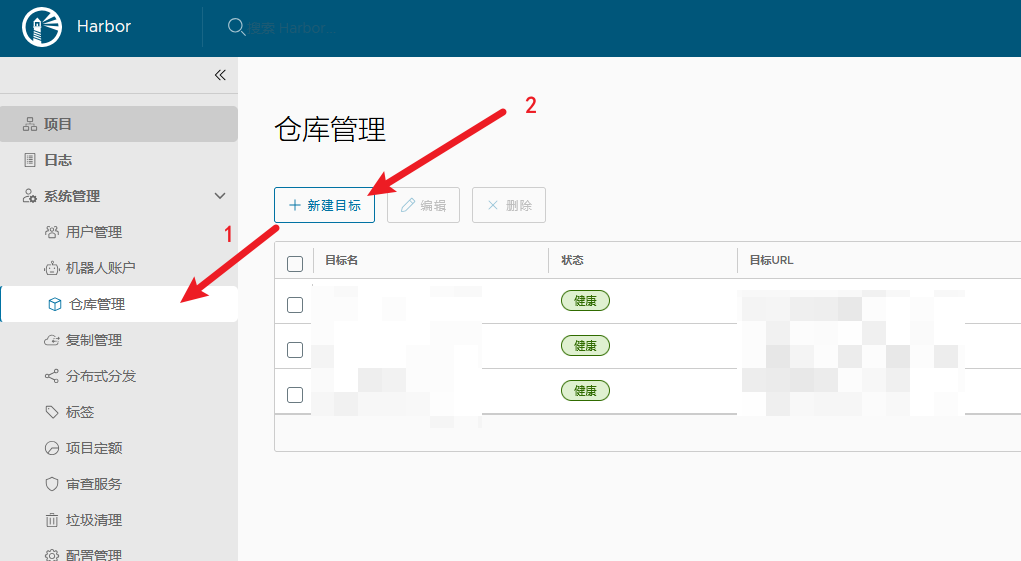 Harbor
搜索 Harbor...
项目
日志
系统管理
用户管理
机器人账户
仓库管理
复制管理
分布式分发
标签
项目定额
审查服务
垃圾清理
配置管理
1
2
仓库管理
新建目标
编辑
删除
目标名 状态 目标URL
健康
健康
健康